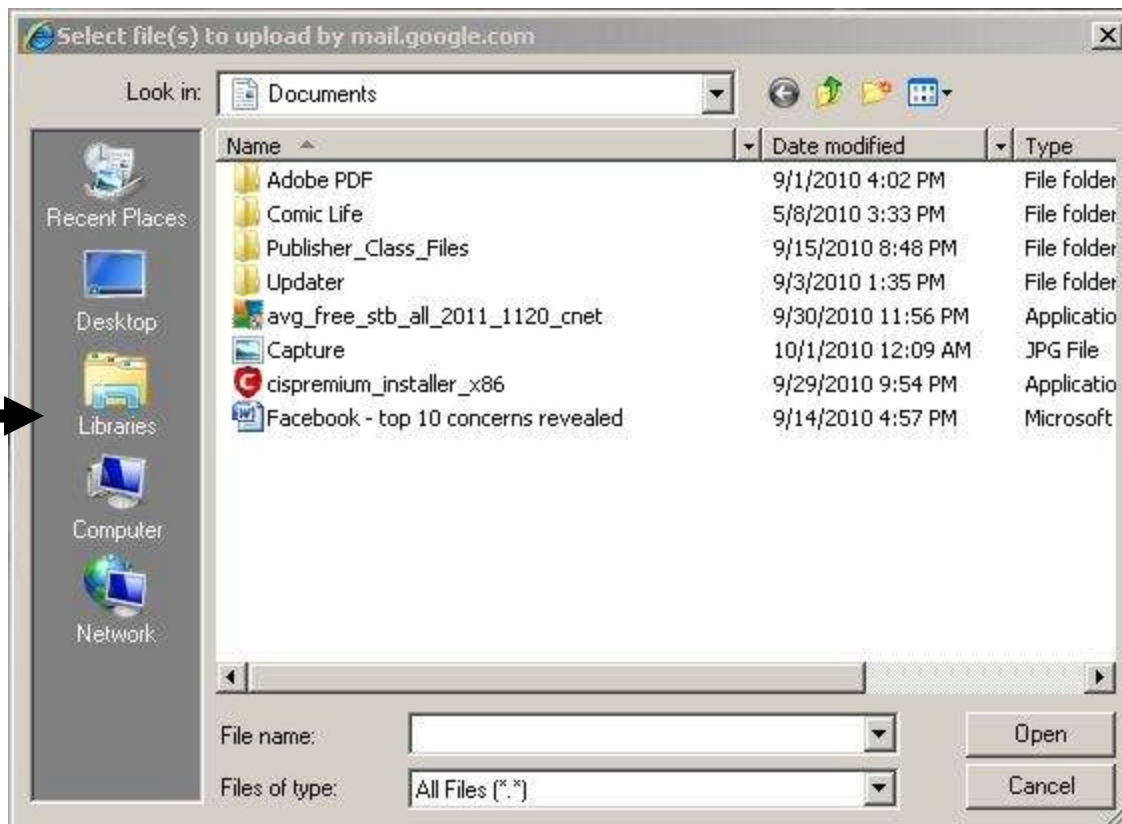 Select file(s) to upload by mail.google.com
Look in: Documents
Name Date modified Type
Adobe PDF 9/1/2010 4:02 PM File folder
Comic Life 5/8/2010 3:33 PM File folder
Publisher_Class_Files 9/15/2010 8:48 PM File folder
Updater 9/3/2010 1:35 PM File folder
avg_free_stb_all_2011_1120_cnet 9/30/2010 11:56 PM Applicatio
Capture 10/1/2010 12:09 AM JPG File
cispremium_installer_x86 9/29/2010 9:54 PM Applicatio
Facebook - top 10 concerns revealed 9/14/2010 4:57 PM Microsoft
Recent Places
Desktop
Libraries
Computer
Network
File name: Open
Files of type: All Files (*.*) Cancel